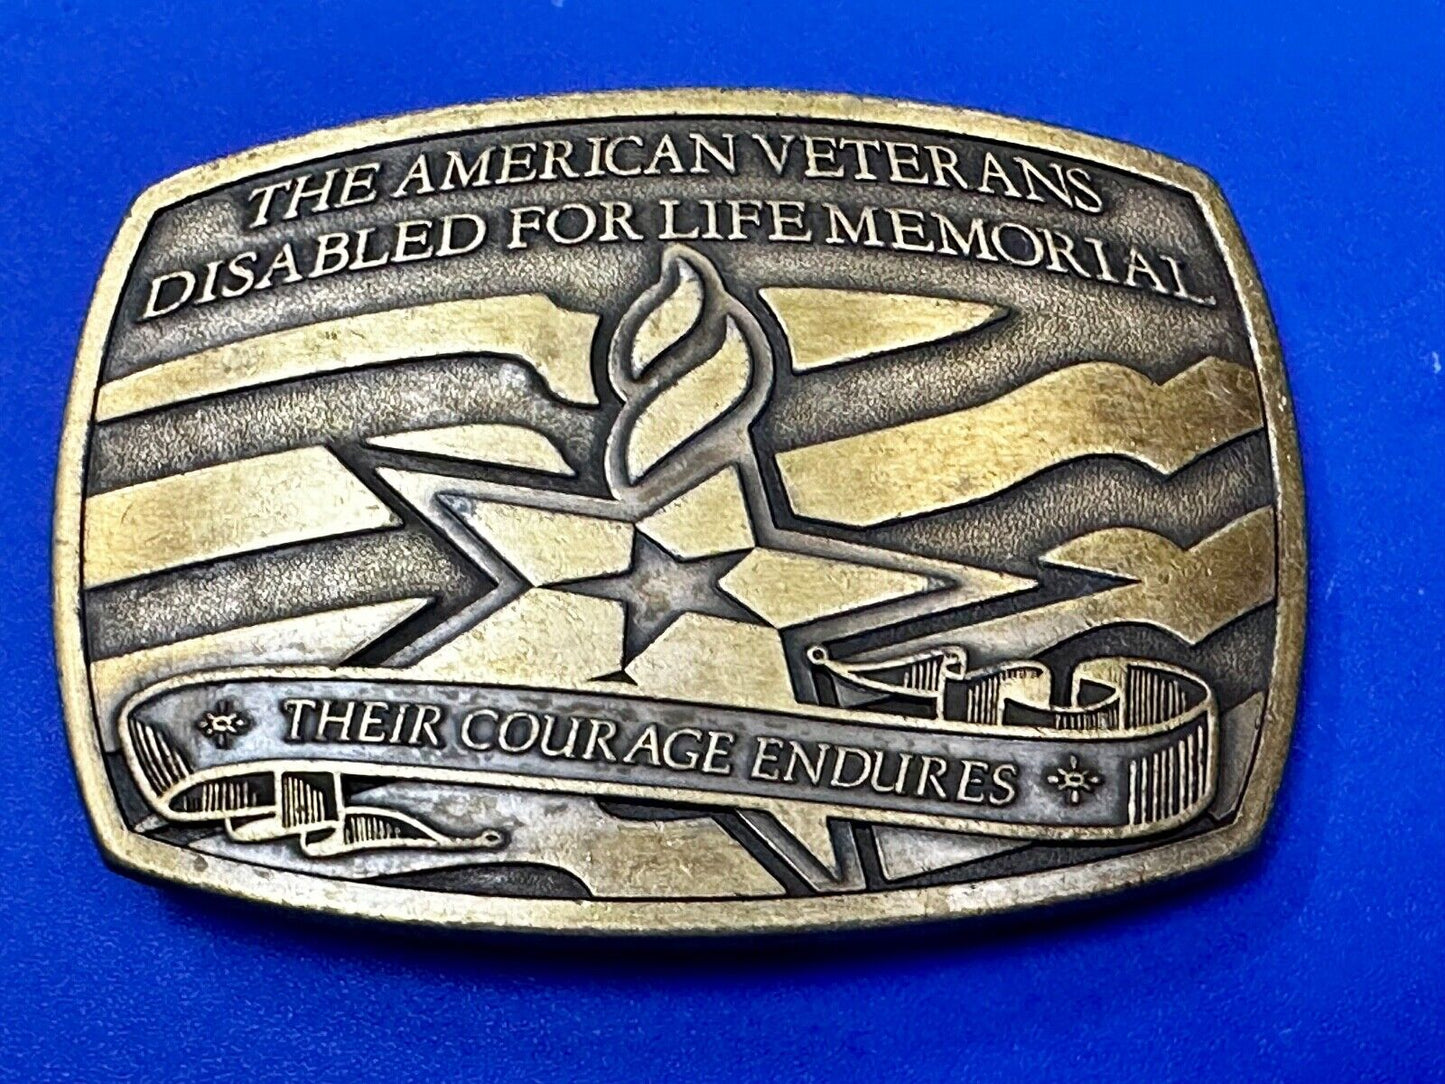 THE AMERICAN VETERANS
DISABLED FOR LIFE MEMORIAL
THEIR COURAGE ENDURES